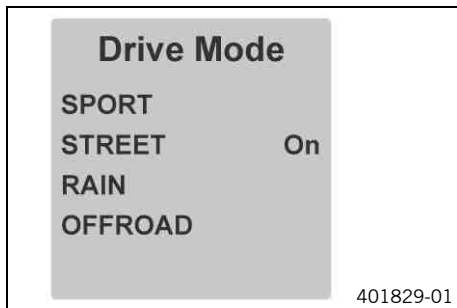 Drive Mode
SPORT
STREET On
RAIN
OFFROAD
401829-01